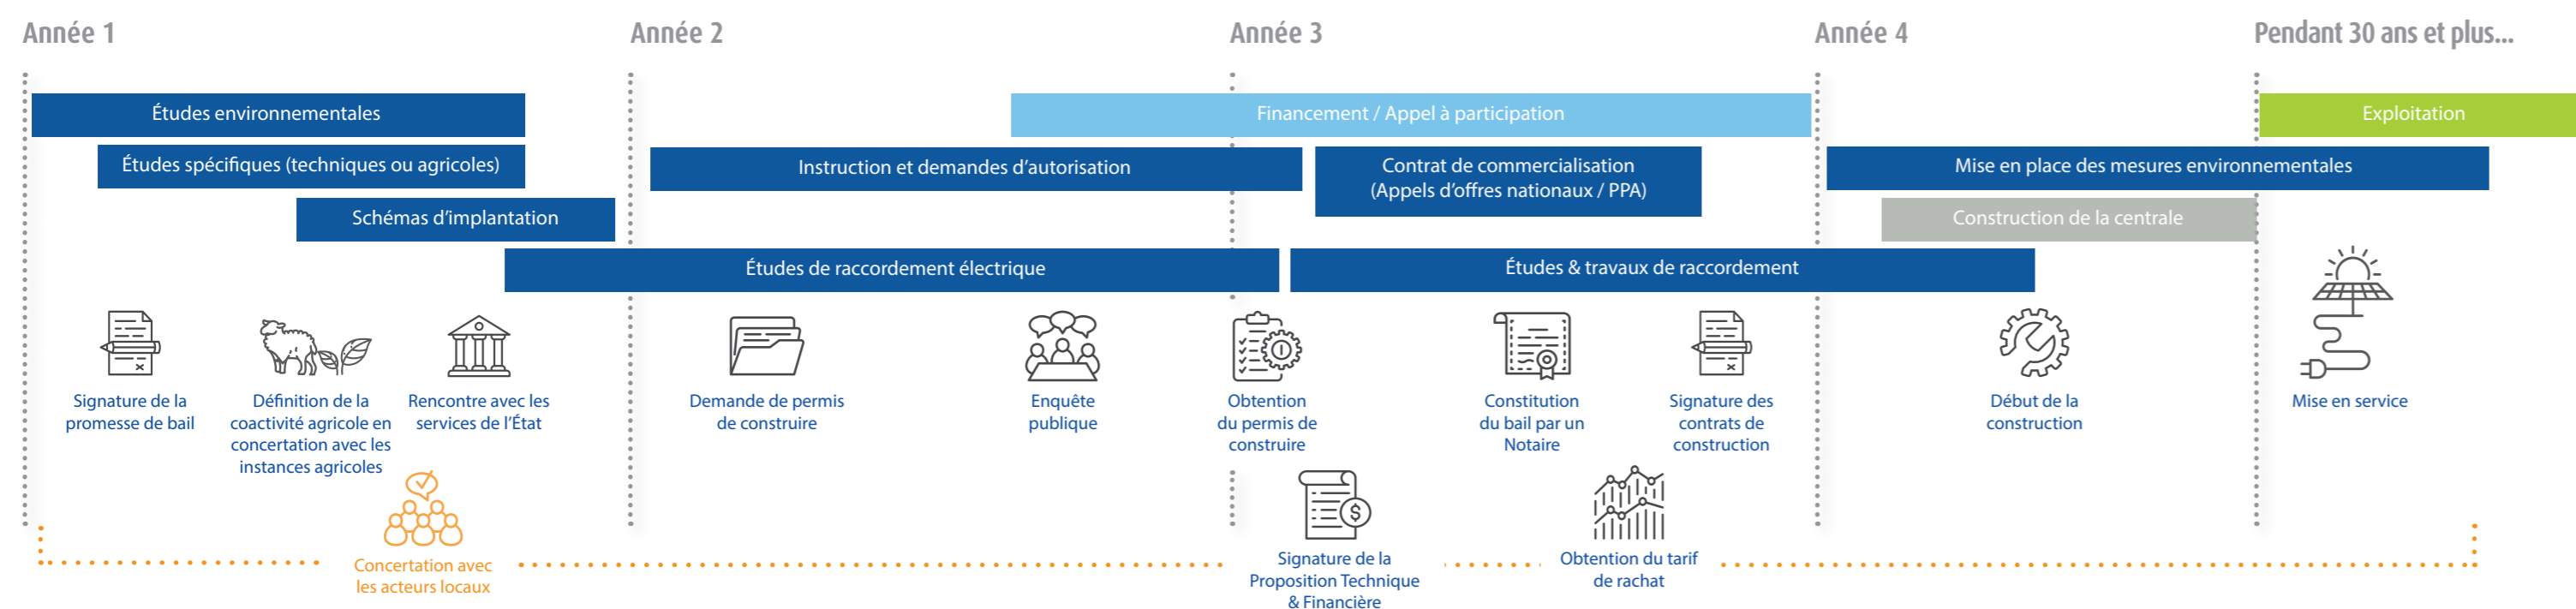 Année 1
Année 2
Année 3
Année 4
Pendant 30 ans et plus...
Études environnementales
Financement / Appel à participation
Exploitation
Études spécifiques (techniques ou agricoles)
Instruction et demandes d'autorisation
Contrat de commercialisation
(Appels d'offres nationaux / PPA)
Mise en place des mesures environnementales
Schémas d'implantation
Construction de la centrale
Études de raccordement électrique
Études & travaux de raccordement
Signature de la
promesse de bail
Définition de la
coactivité agricole en
concertation avec les
instances agricoles
Rencontre avec les
services de l'État
Demande de permis
de construire
Enquête
publique
Obtention
du permis de
construire
Constitution
du bail par un
Notaire
Signature des
contrats de
construction
Début de la
construction
Mise en service
Concertation avec
les acteurs locaux
Signature de la
Proposition Technique
& Financière
Obtention du tarif
de rachat